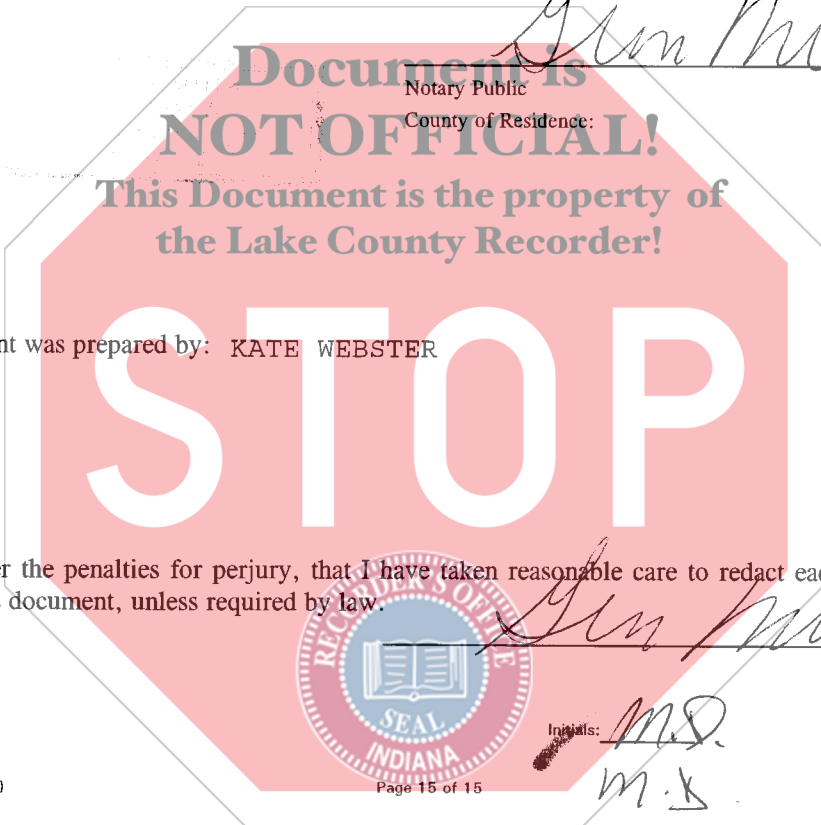 Document is
Notary Public
NOT OFFICIAL!
County of Residence:
This Document is the property of
the Lake County Recorder!
nt was prepared by: KATE WEBSTER
STOP
r the penalties for perjury, that I have taken reasonable care to redact eac
s document, unless required by law.
RECORDER'S OFFICE
SEAL
INDIANA
Initials: M.D.
M.D.
)
Page 15 of 15